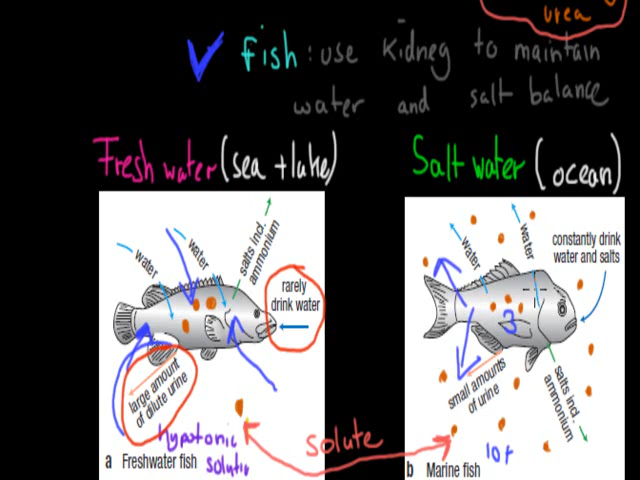 urea
fish : use kidney to maintain
water and salt balance
Fresh water (sea + lake)
Salt water (ocean)
water
water
salts incl.
ammonium
rarely
drink water
large amount
of dilute urine
hypotonic
a Freshwater fish
solute
water
water
constantly drink
water and salts
3
small amounts
of urine
salts incl.
ammonium
b Marine fish